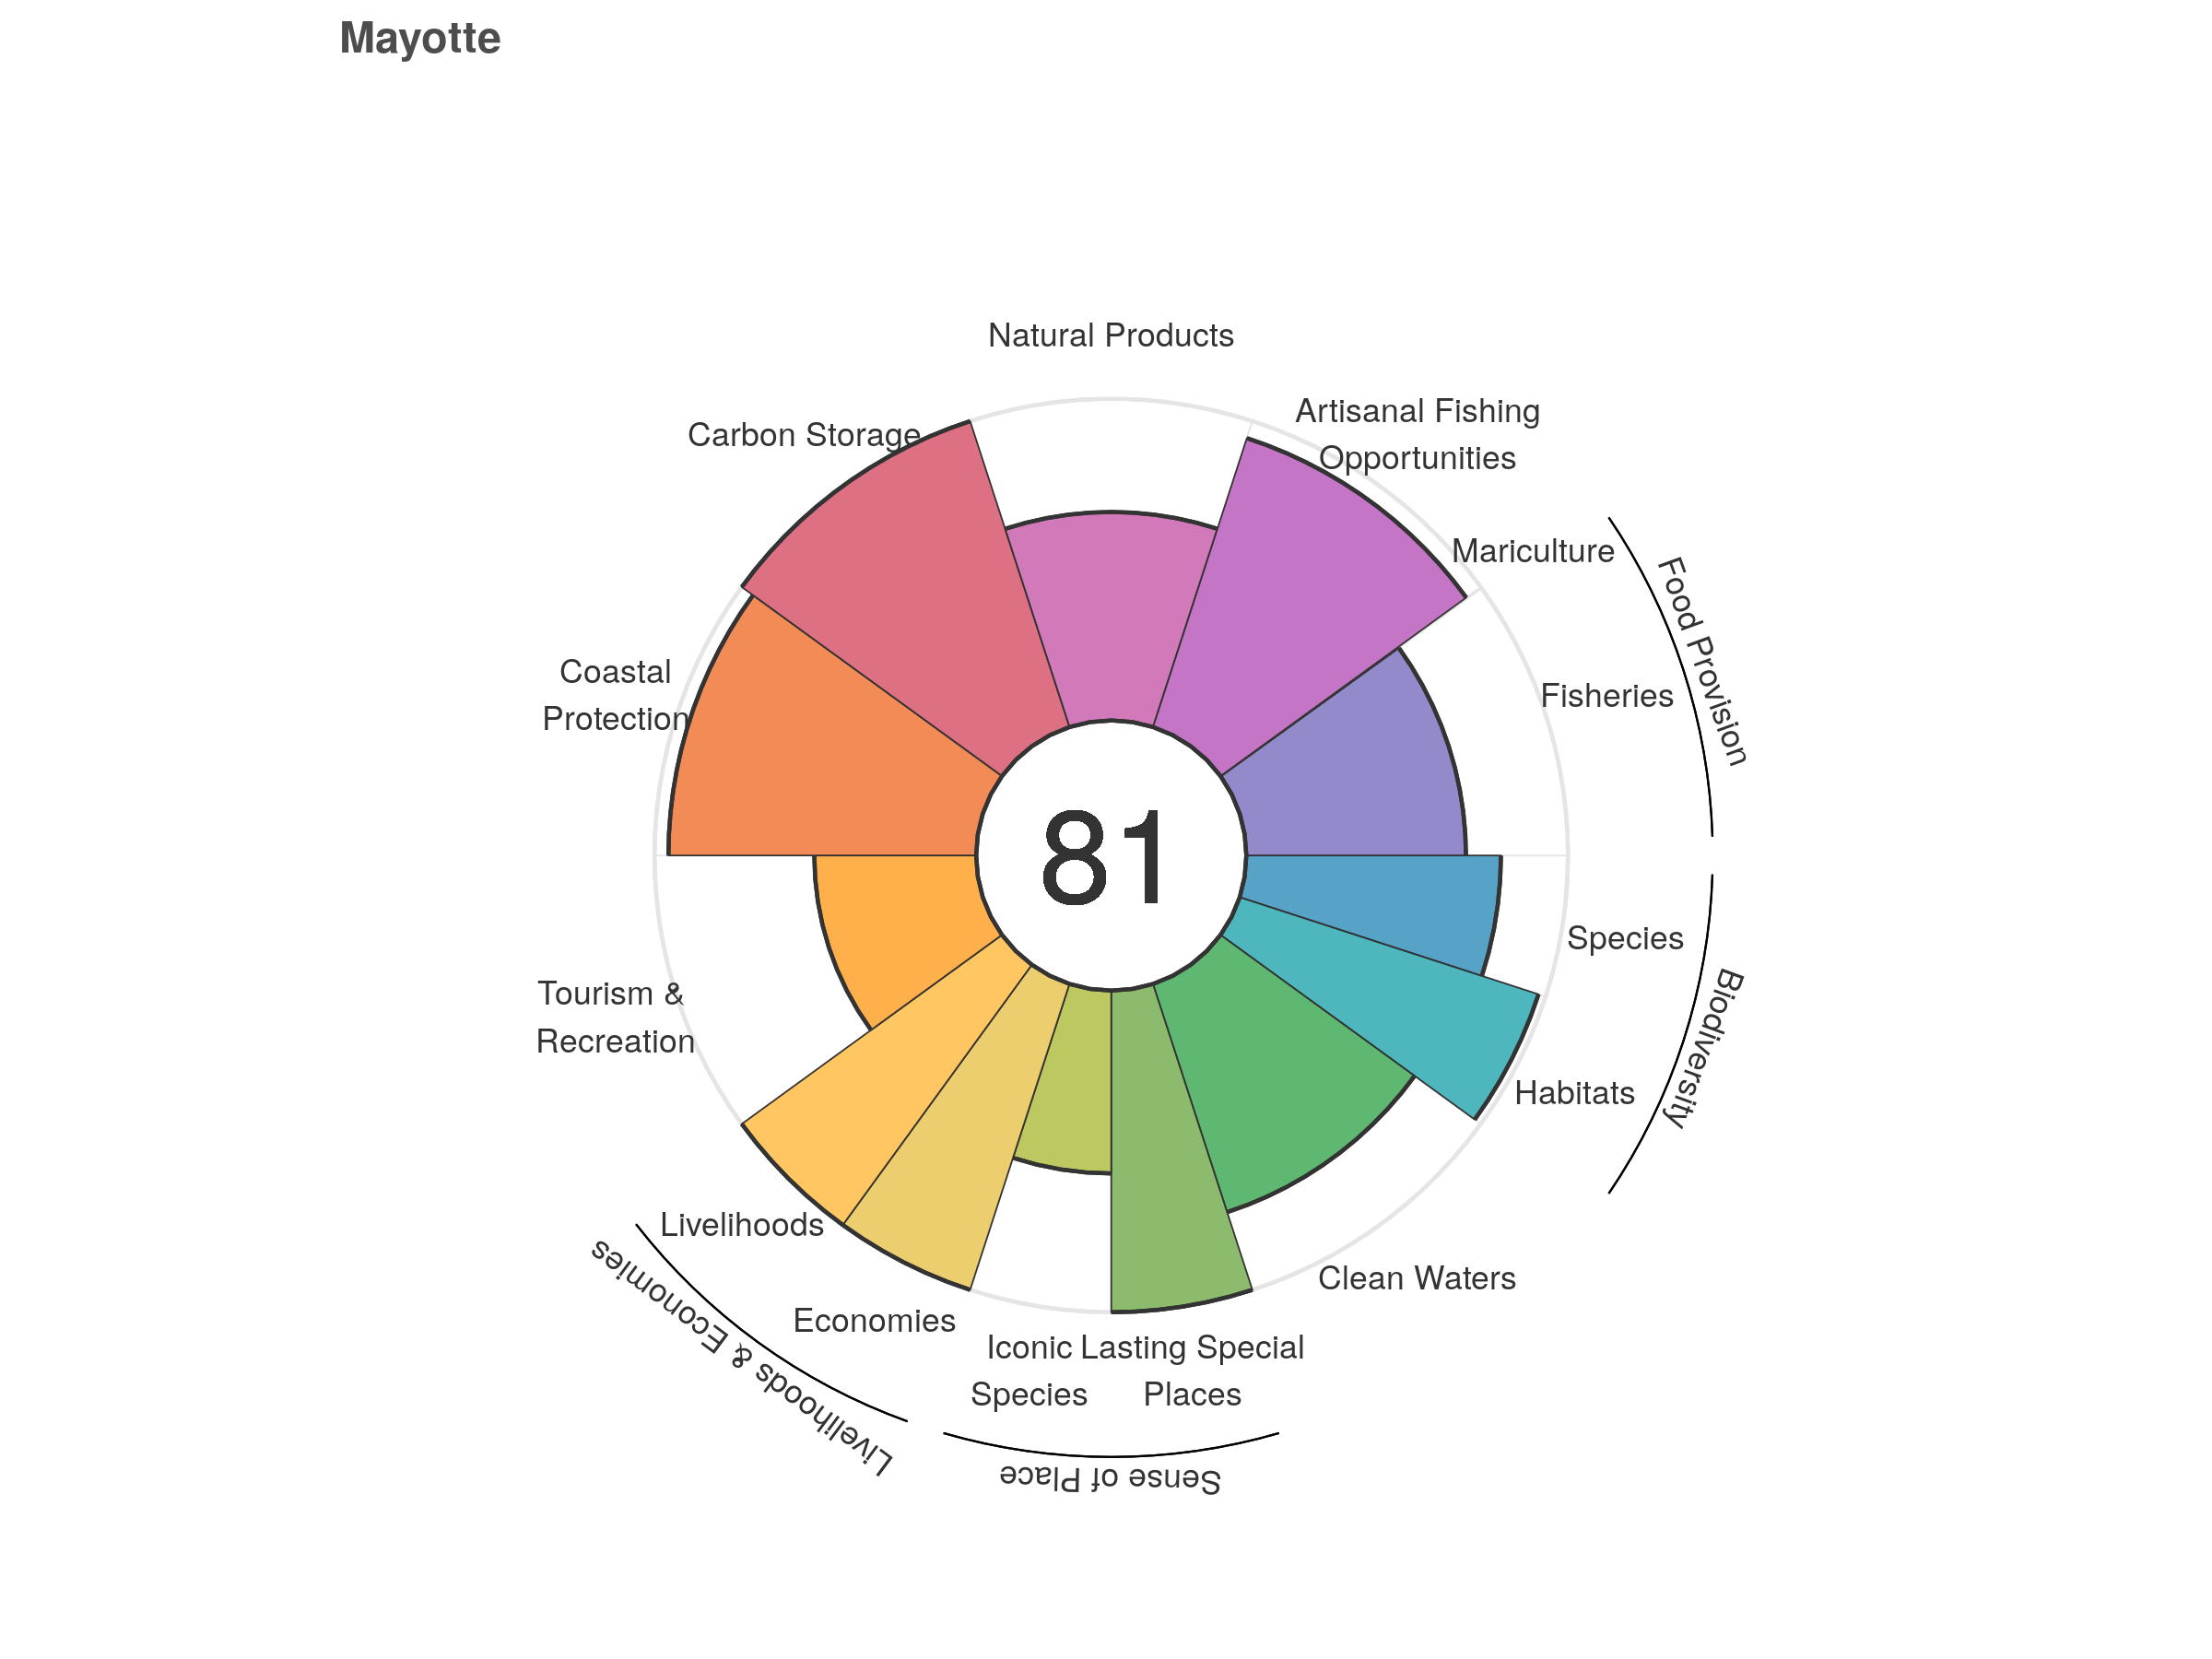 Mayotte
Natural Products
Carbon Storage
Artisanal Fishing
Opportunities
Mariculture
Food Provision
Fisheries
Coastal
Protection
81
Species
Biodiversity
Tourism &
Recreation
Habitats
Livelihoods
Clean Waters
Economies
Livelihoods & Economies
Iconic
Species
Lasting Special
Places
Sense of Place